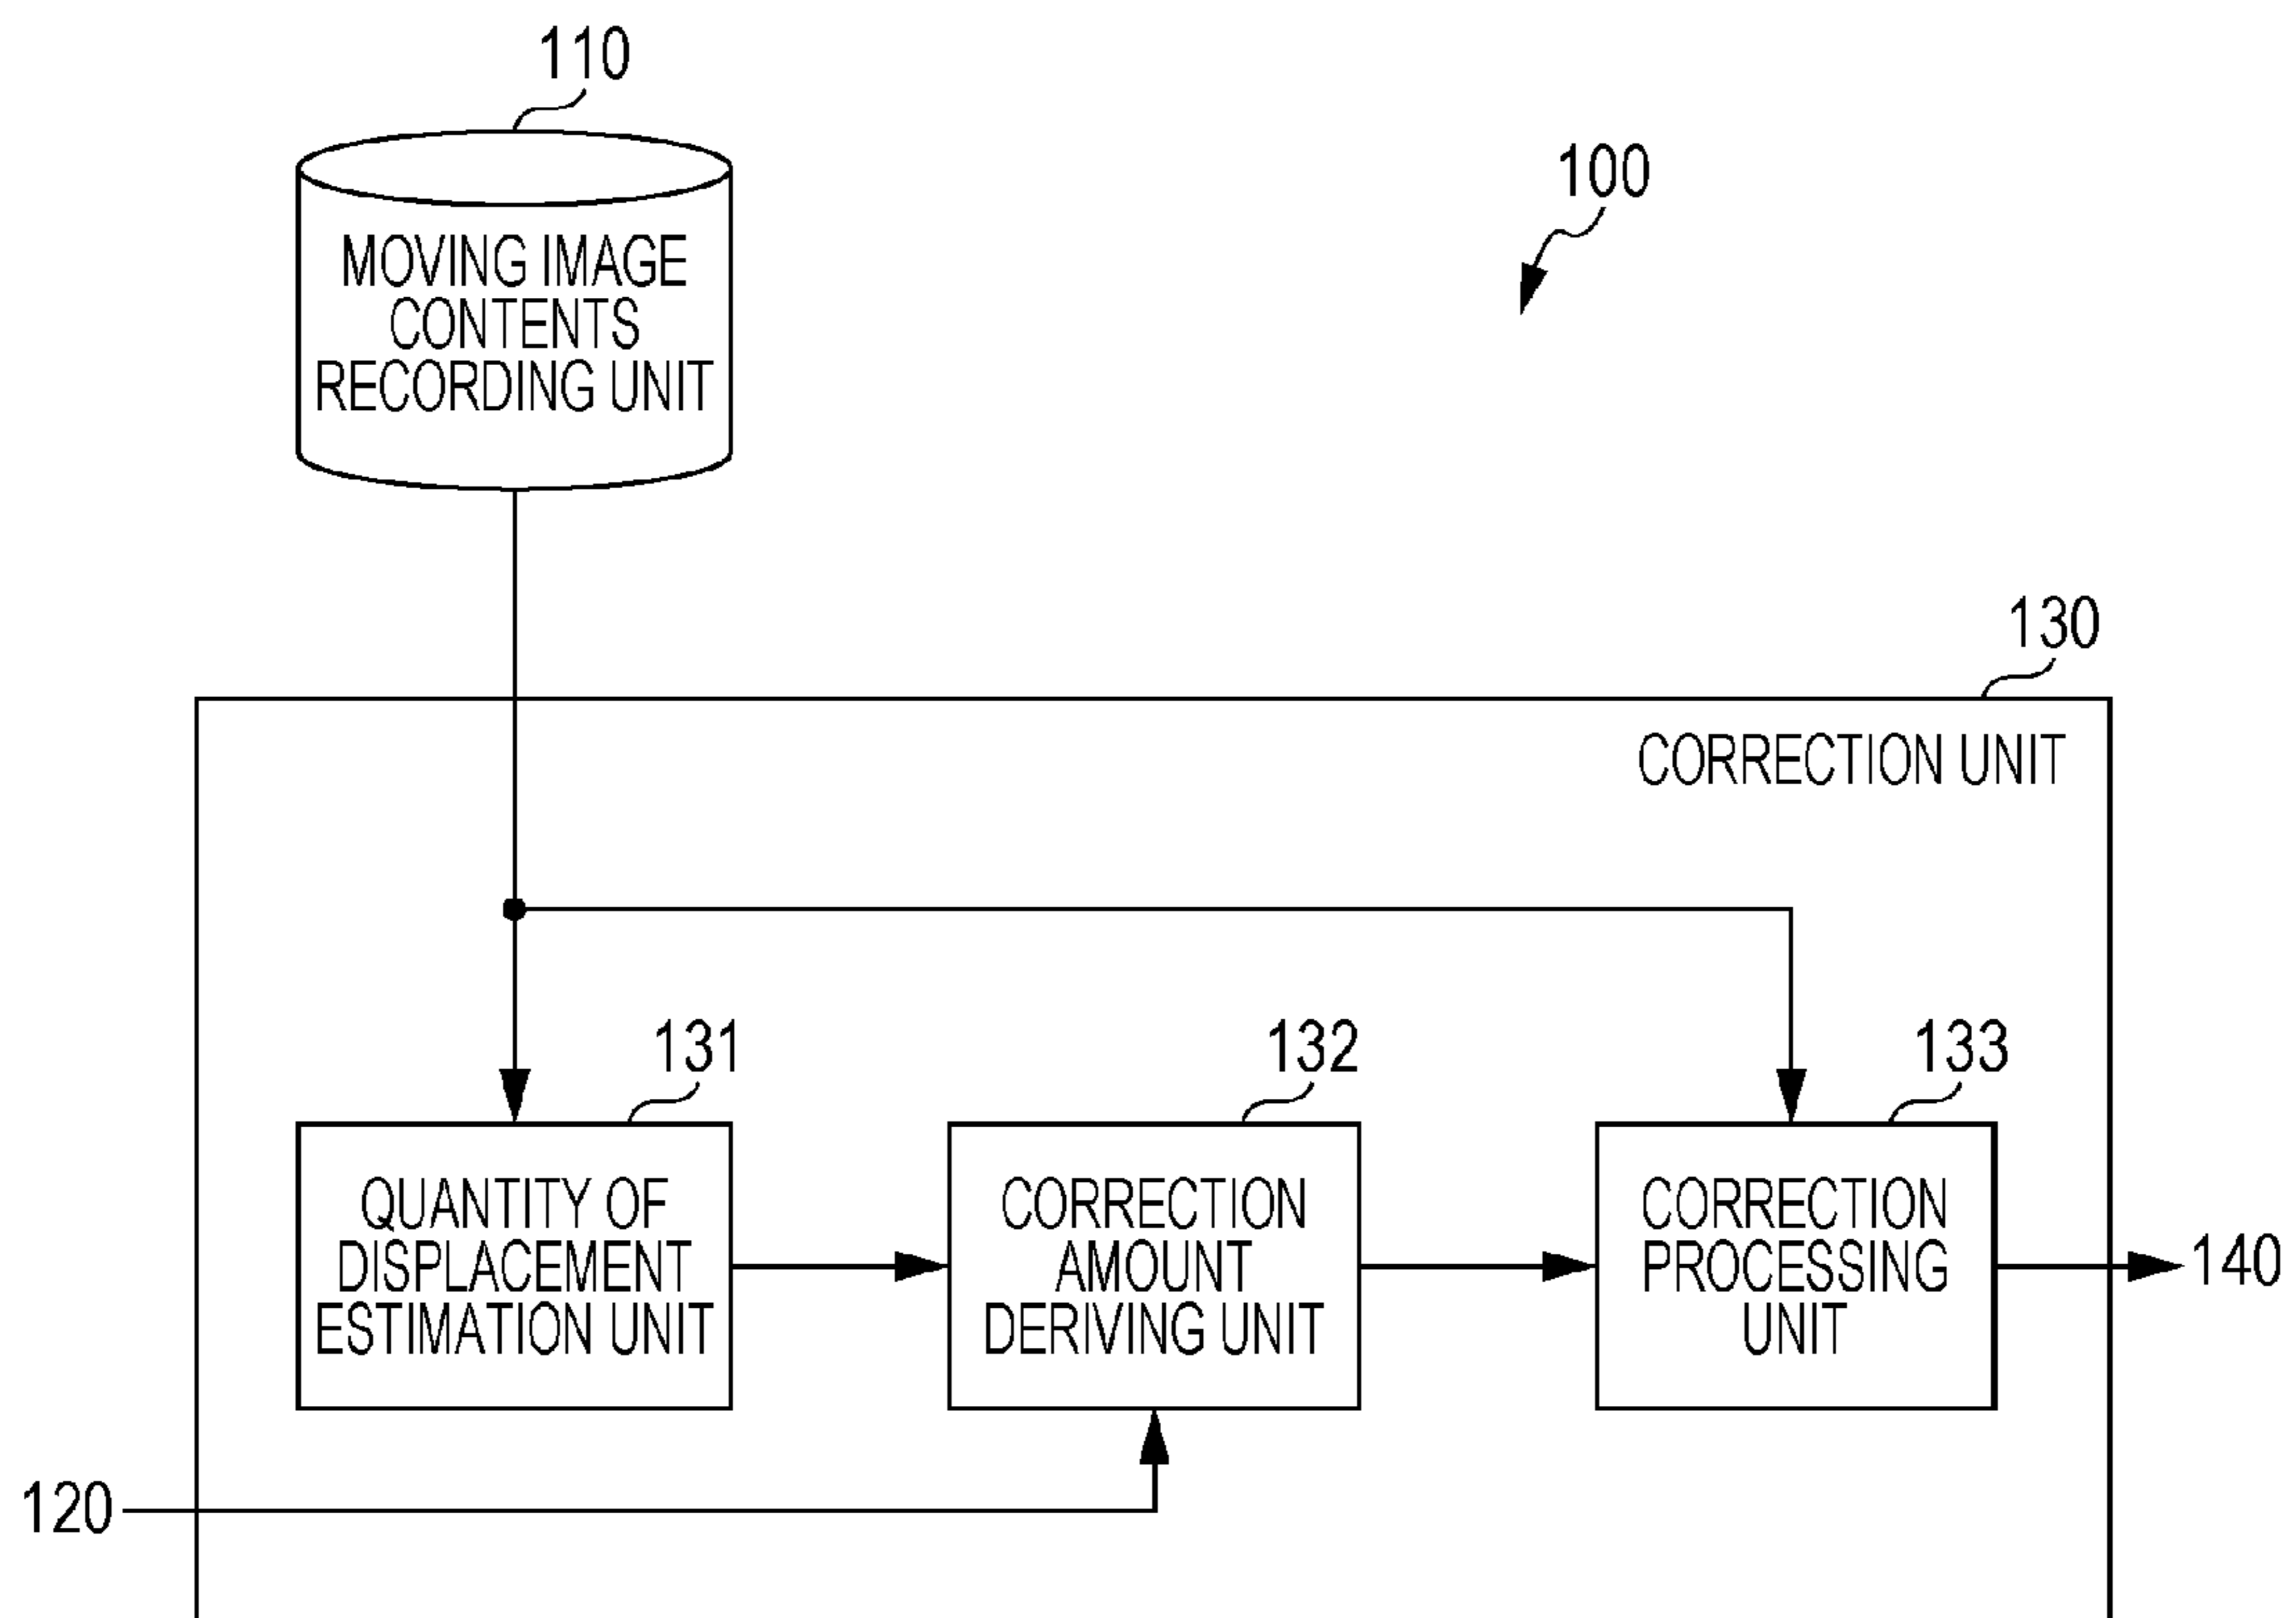 110
100
MOVING IMAGE
CONTENTS
RECORDING UNIT
130
CORRECTION UNIT
131
132
133
QUANTITY OF
DISPLACEMENT
ESTIMATION UNIT
CORRECTION
AMOUNT
DERIVING UNIT
CORRECTION
PROCESSING
UNIT
140
120